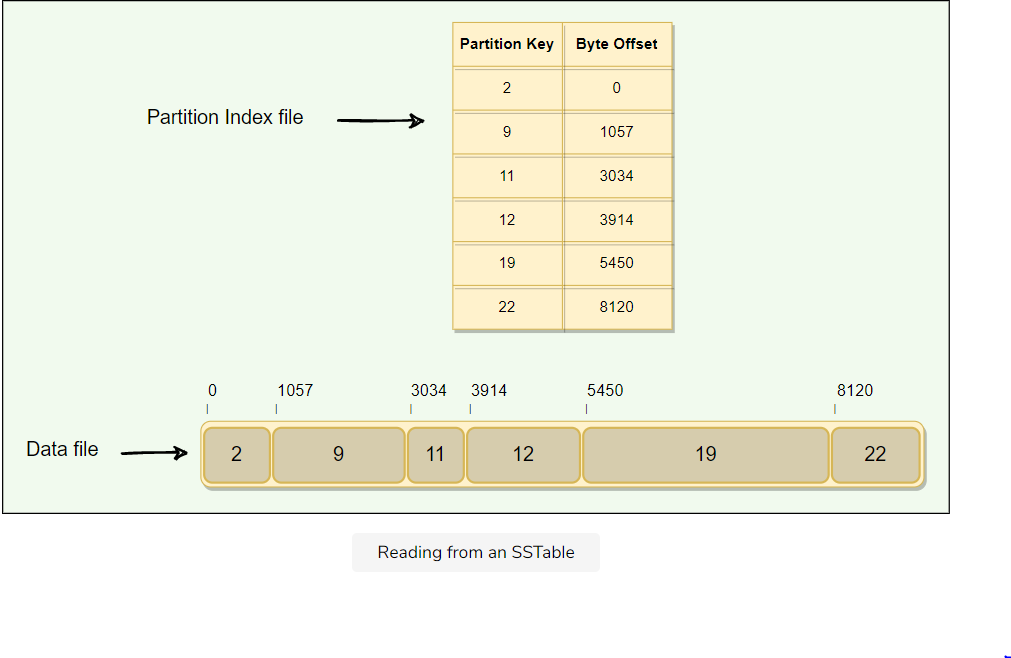 Partition Key Byte Offset
2 0
Partition Index file
9 1057
11 3034
12 3914
19 5450
22 8120
0 1057 3034 3914 5450 8120
Data file
2 9 11 12 19 22
Reading from an SSTable